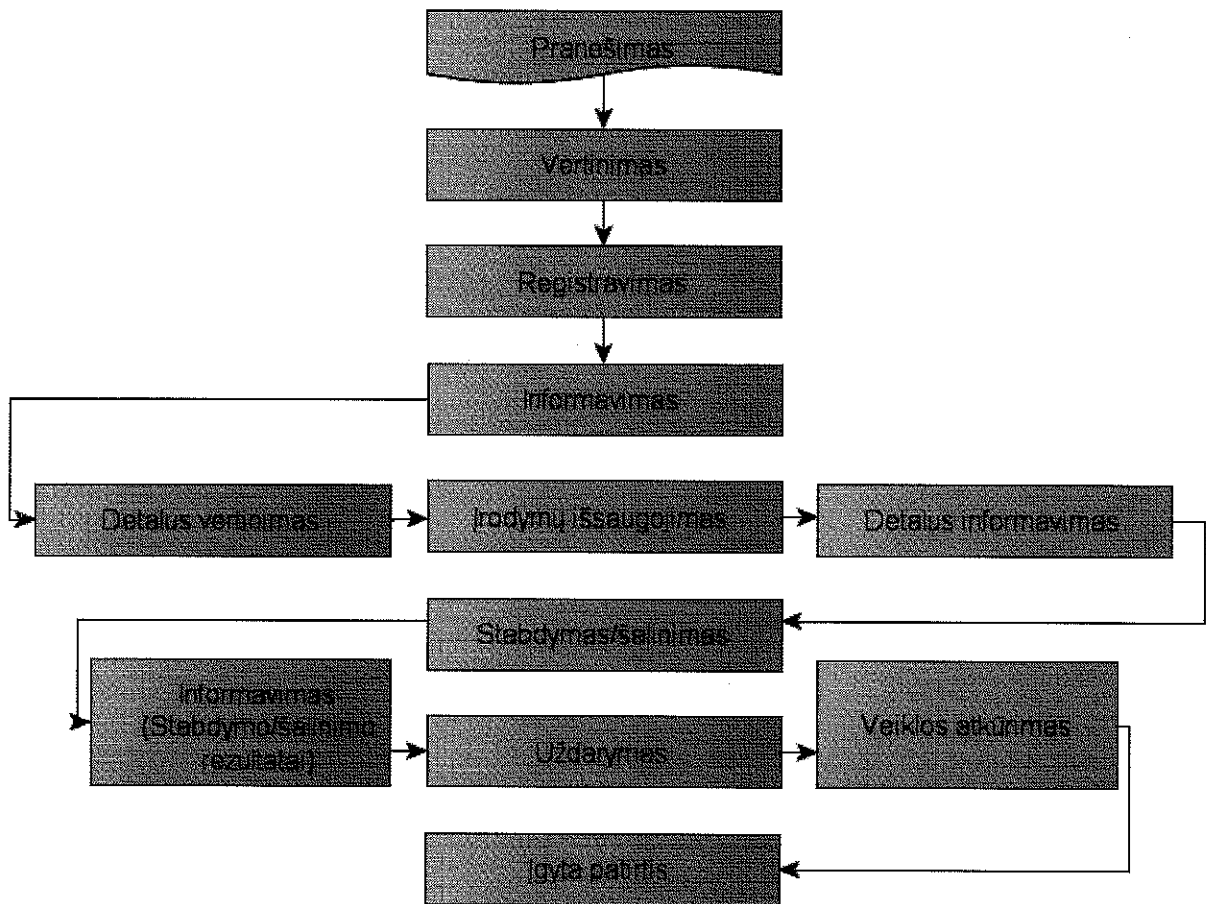 Pranešimas
Vertinimas
Registravimas
Informavimas
Detalus vertinimas
Įrodymų išsaugojimas
Detalus informavimas
Stabdymas/šalinimas
Informavimas
(Stabdymo/šalinimo
rezultatai)
Uždarymas
Veiklos atkūrimas
Įgyta patirtis